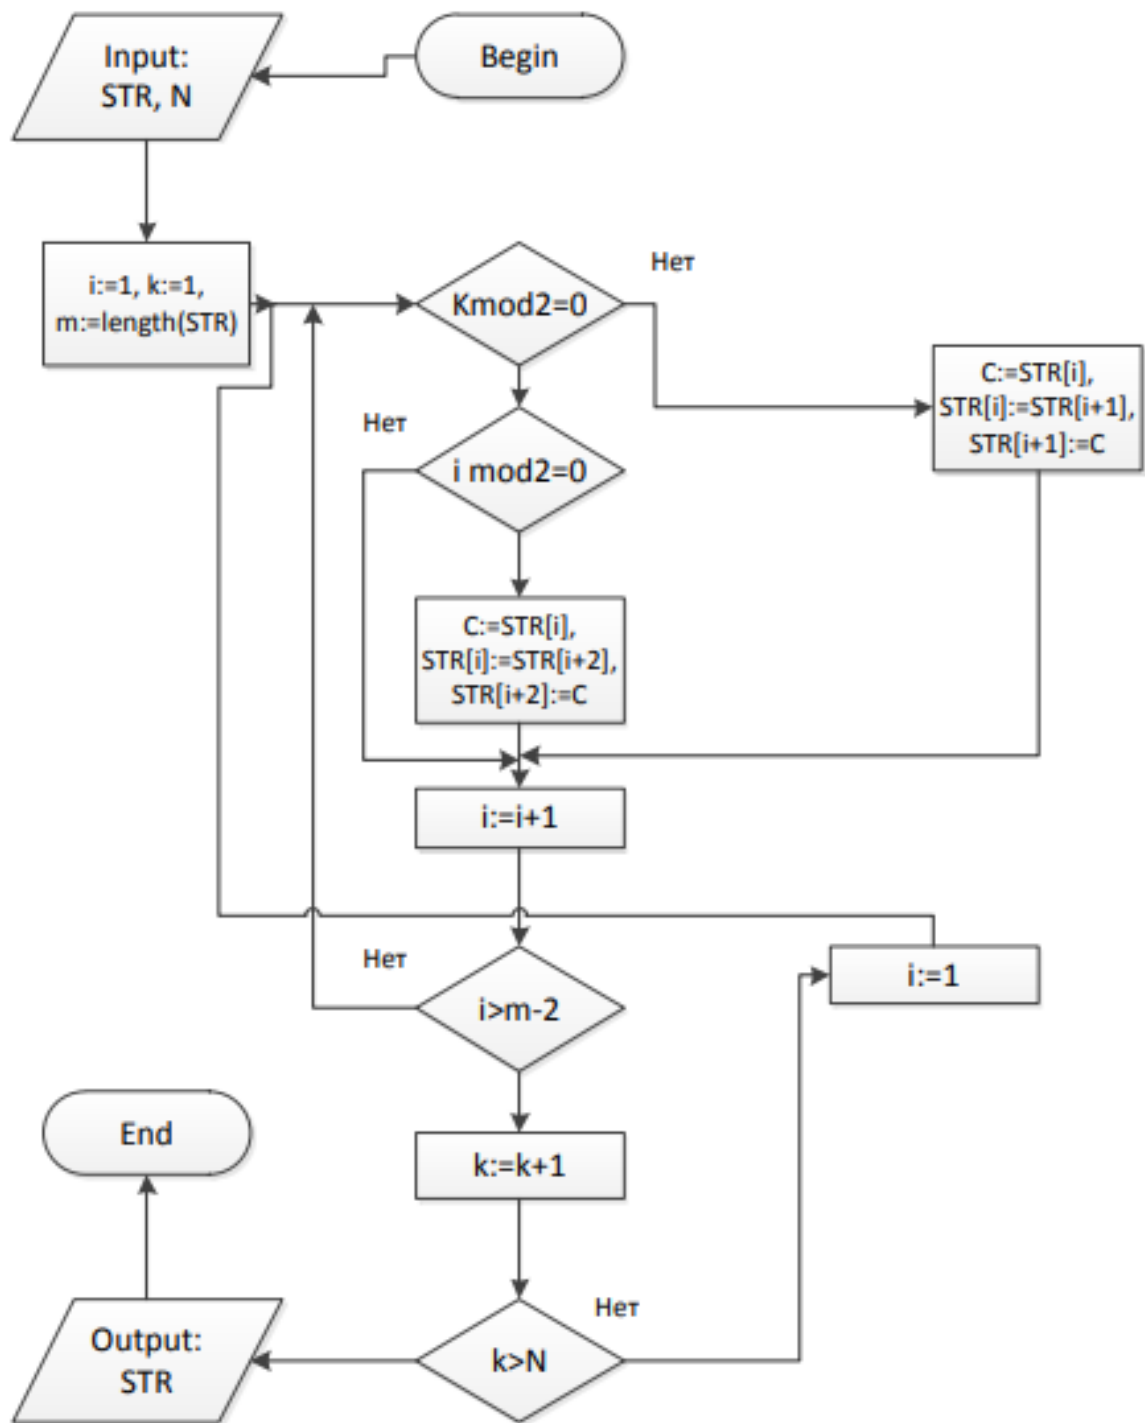 Begin
Input:
STR, N
i:=1, k:=1,
m:=length(STR)
Kmod2=0
Нет
C:=STR[i],
STR[i]:=STR[i+1],
STR[i+1]:=C
Нет
i mod2=0
C:=STR[i],
STR[i]:=STR[i+2],
STR[i+2]:=C
i:=i+1
Нет
i>m-2
i:=1
k:=k+1
Нет
k>N
Output:
STR
End